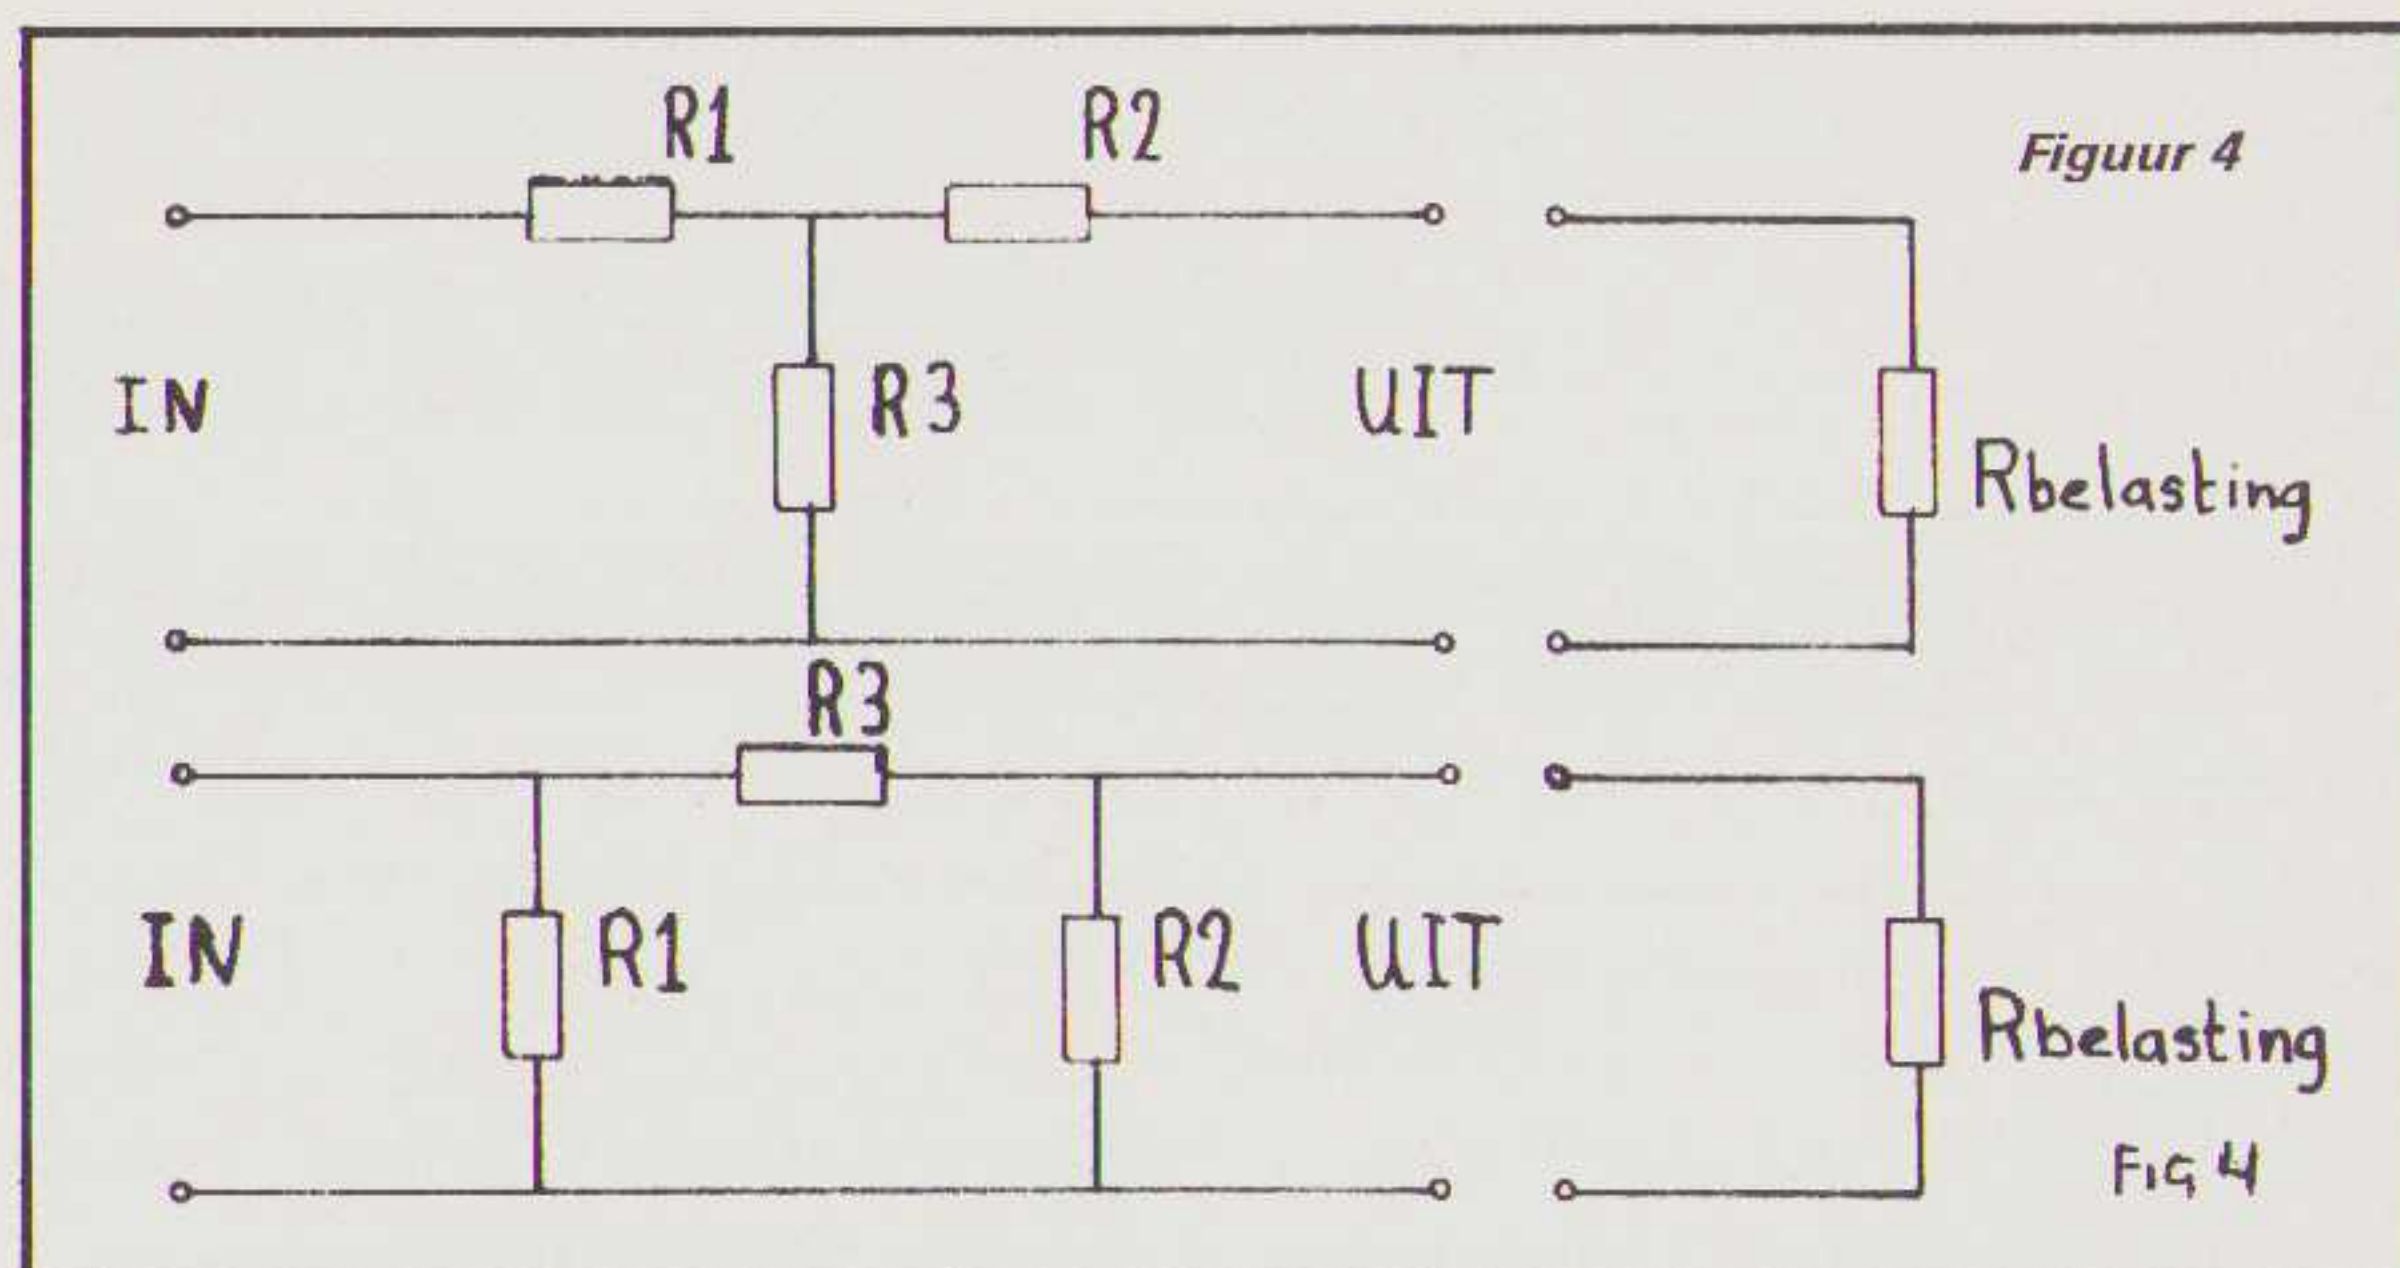 R1 R2
Figuur 4
IN R3 UIT
Rbelasting
R3
IN R1 R2 UIT
Rbelasting
FIG 4